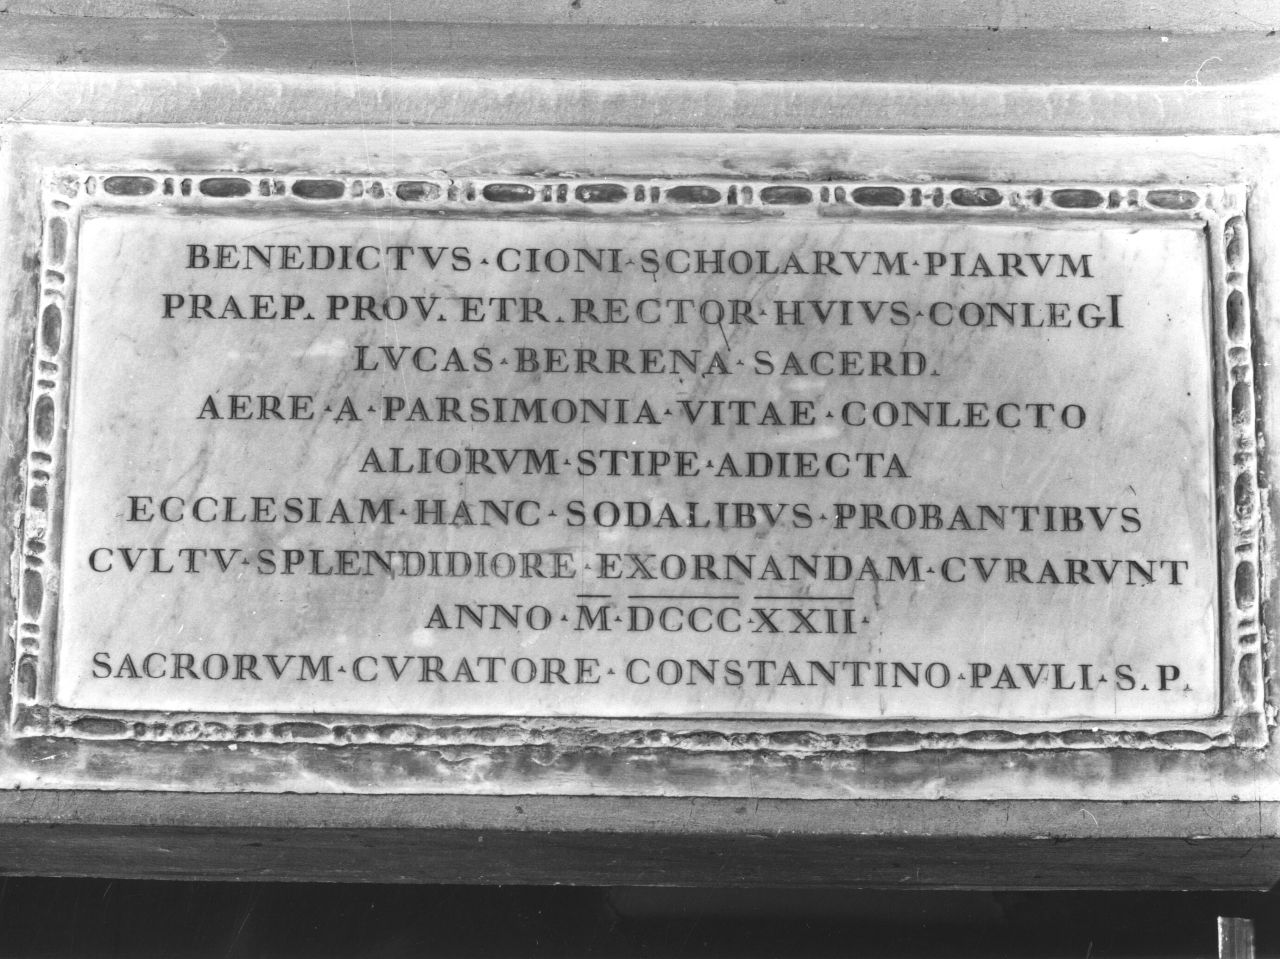 BENEDICTVS·CIONI·SCHOLARVM·PIARVM
PRAEP.PROV.ETR.RECTOR·HVIVS·CONLEGI
LVCAS·BERRENA·SACERD.
AERE·A·PARSIMONIA·VITAE·CONLECTO
ALIORVM·STIPE·ADIECTA
ECCLESIAM·HANC·SODALIBVS·PROBANTIBVS
CVLTV·SPLENDIDIORE·EXORNANDAM·CVRARVNT
ANNO·M·DCCC·XXII·
SACRORVM·CVRATORE·CONSTANTINO·PAVLI·S.P.